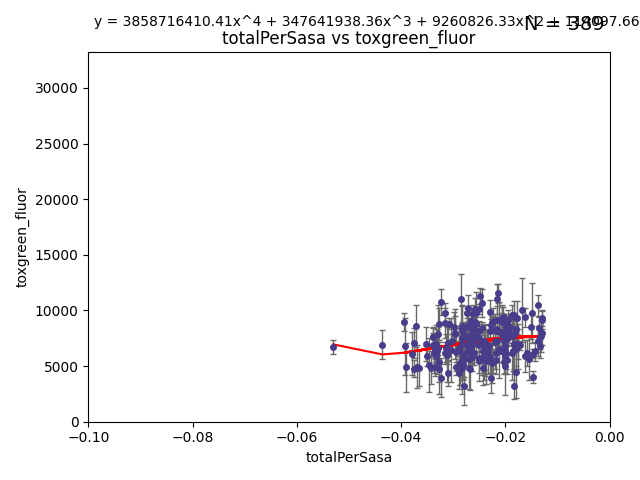 y = 3858716410.41x^4 + 347641938.36x^3 + 9260826.33x^2 +
N = 389
totalPerSasa vs toxgreen_fluor
toxgreen_fluor
30000
25000
20000
15000
10000
5000
0
−0.10 −0.08 −0.06 −0.04 −0.02 0.00
totalPerSasa